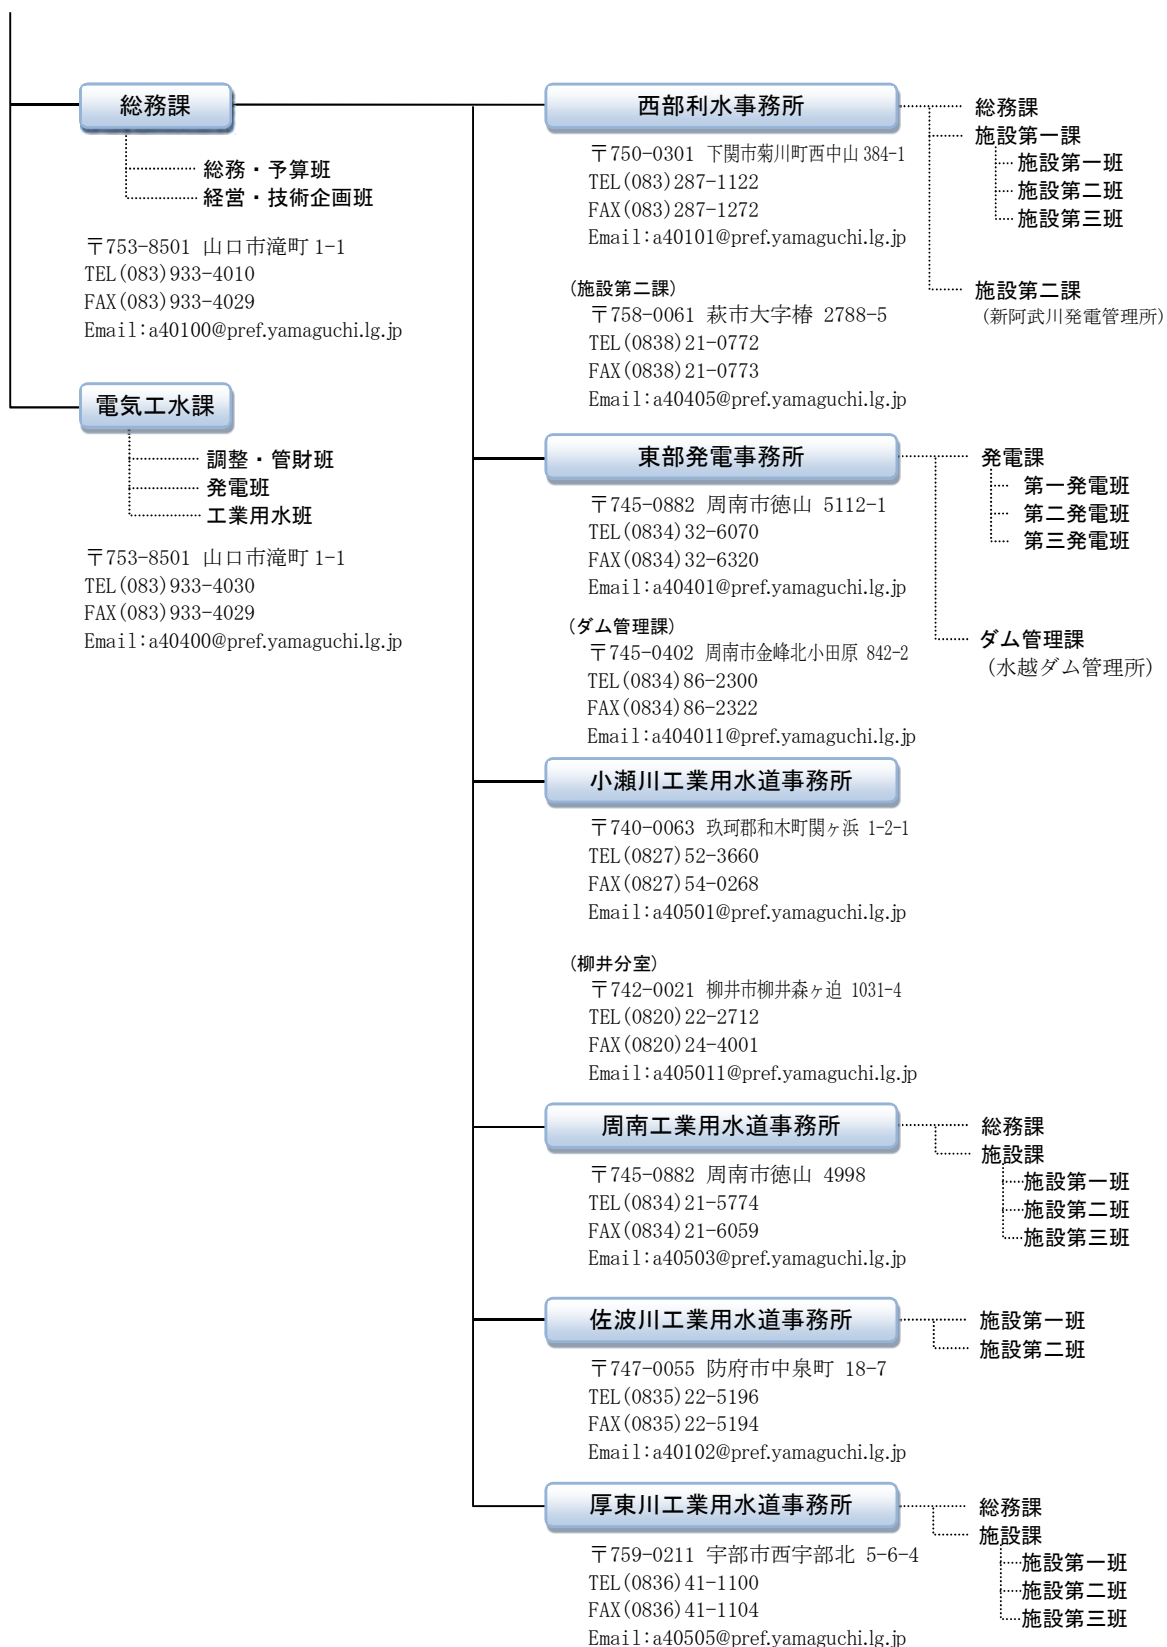 総務課
総務・予算班
経営・技術企画班
〒753-8501 山口市滝町 1-1
TEL(083)933-4010
FAX(083)933-4029
Email:a40100@pref.yamaguchi.lg.jp
電気工水課
調整・管財班
発電班
工業用水班
〒753-8501 山口市滝町 1-1
TEL(083)933-4030
FAX(083)933-4029
Email:a40400@pref.yamaguchi.lg.jp
西部利水事務所
〒750-0301 下関市菊川町西中山 384-1
TEL(083)287-1122
FAX(083)287-1272
Email:a40101@pref.yamaguchi.lg.jp
(施設第二課)
〒758-0061 萩市大字椿 2788-5
TEL(0838)21-0772
FAX(0838)21-0773
Email:a40405@pref.yamaguchi.lg.jp
総務課
施設第一課
施設第一班
施設第二班
施設第三班
施設第二課
(新阿武川発電管理所)
東部発電事務所
〒745-0882 周南市徳山 5112-1
TEL(0834)32-6070
FAX(0834)32-6320
Email:a40401@pref.yamaguchi.lg.jp
(ダム管理課)
〒745-0402 周南市金峰北小田原 842-2
TEL(0834)86-2300
FAX(0834)86-2322
Email:a404011@pref.yamaguchi.lg.jp
発電課
第一発電班
第二発電班
第三発電班
ダム管理課
(水越ダム管理所)
小瀬川工業用水道事務所
〒740-0063 玖珂郡和木町関ヶ浜 1-2-1
TEL(0827)52-3660
FAX(0827)54-0268
Email:a40501@pref.yamaguchi.lg.jp
(柳井分室)
〒742-0021 柳井市柳井森ヶ迫 1031-4
TEL(0820)22-2712
FAX(0820)24-4001
Email:a405011@pref.yamaguchi.lg.jp
周南工業用水道事務所
〒745-0882 周南市徳山 4998
TEL(0834)21-5774
FAX(0834)21-6059
Email:a40503@pref.yamaguchi.lg.jp
総務課
施設課
施設第一班
施設第二班
施設第三班
佐波川工業用水道事務所
〒747-0055 防府市中泉町 18-7
TEL(0835)22-5196
FAX(0835)22-5194
Email:a40102@pref.yamaguchi.lg.jp
施設第一班
施設第二班
厚東川工業用水道事務所
〒759-0211 宇部市西宇部北 5-6-4
TEL(0836)41-1100
FAX(0836)41-1104
Email:a40505@pref.yamaguchi.lg.jp
総務課
施設課
施設第一班
施設第二班
施設第三班